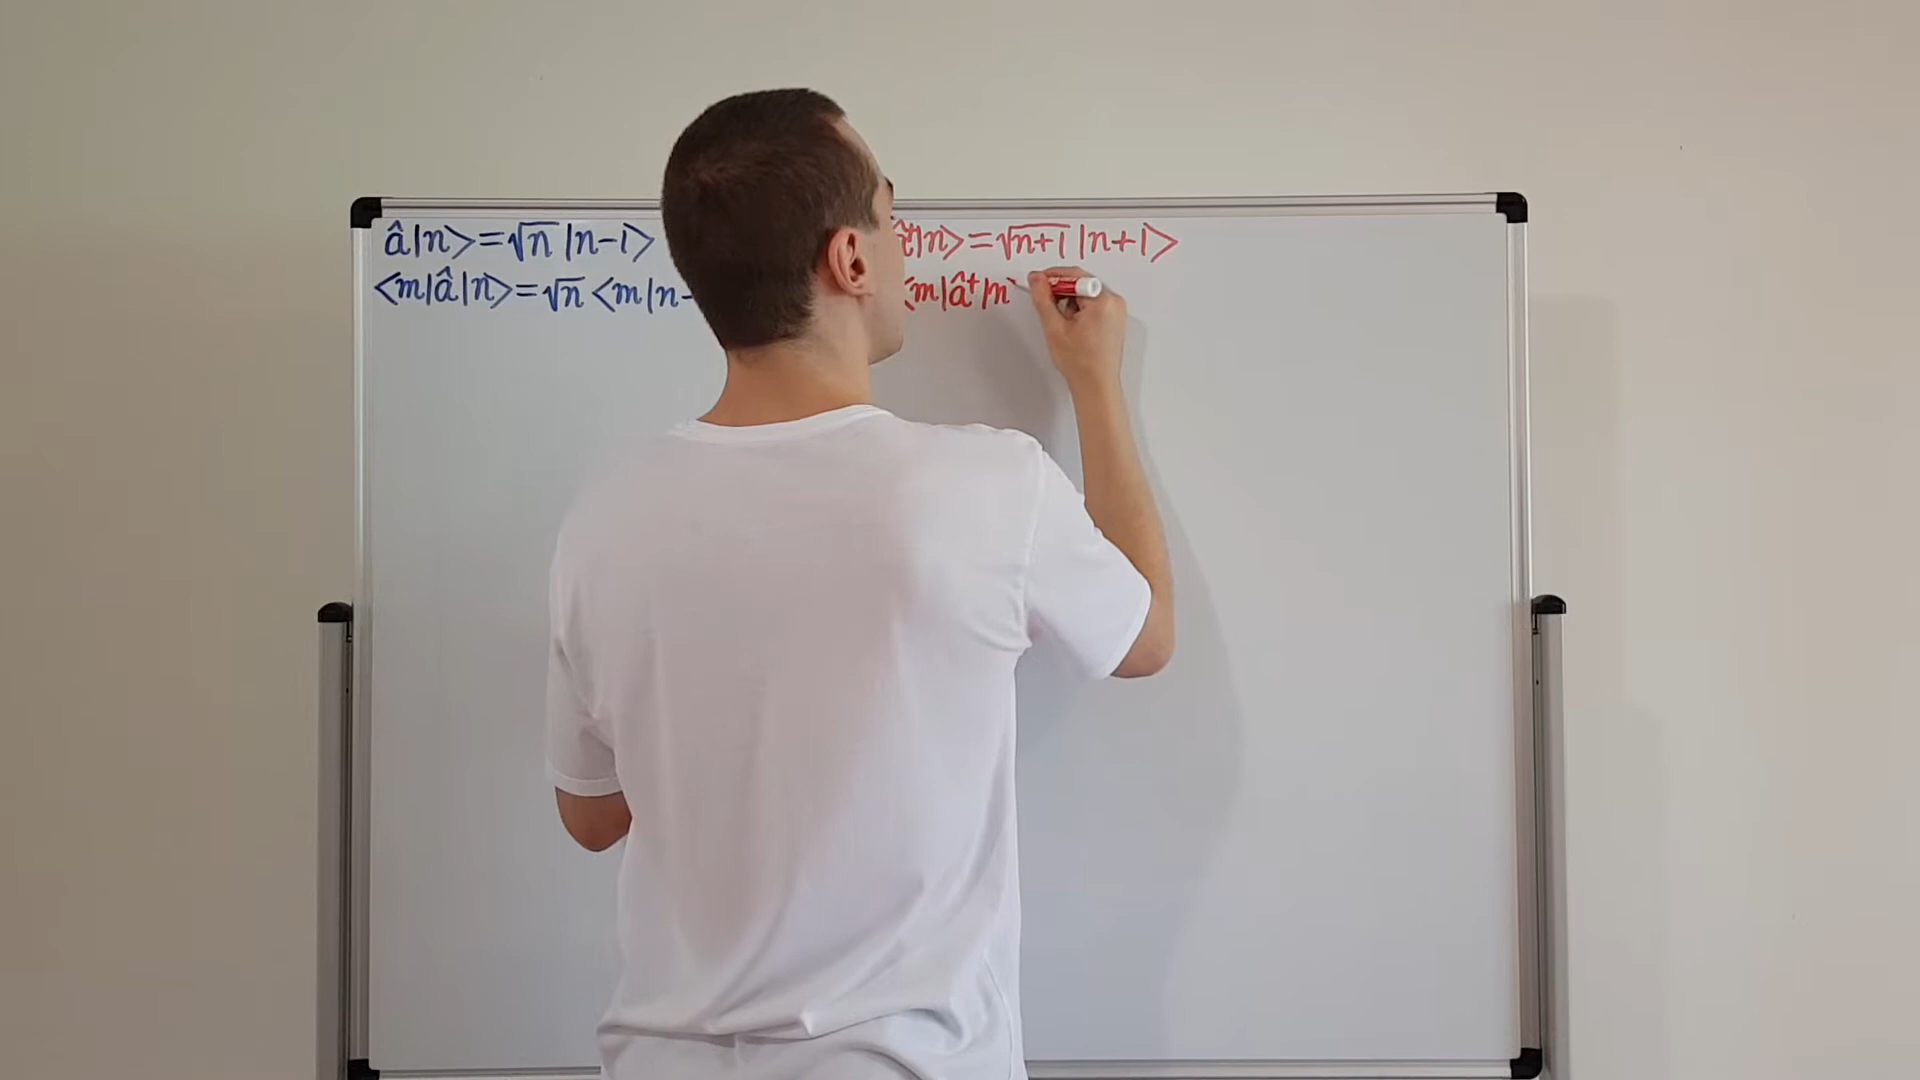 â|n⟩=√n |n-1⟩
⟨m|â|n⟩=√n ⟨m|n-
â†|n⟩=√n+1 |n+1⟩
⟨m|â†|n⟩